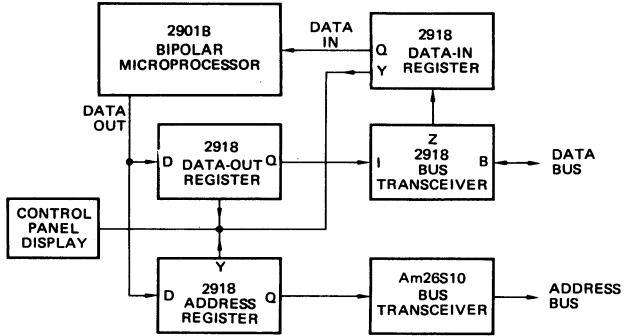 2901B
BIPOLAR
MICROPROCESSOR
DATA
IN
2918
Q DATA-IN
Y REGISTER
DATA
OUT
2918
D DATA-OUT Q
REGISTER
Z
2918
I BUS B
TRANSCEIVER
DATA
BUS
CONTROL
PANEL
DISPLAY
Y
2918
D ADDRESS Q
REGISTER
Am26S10
BUS
TRANSCEIVER
ADDRESS
BUS